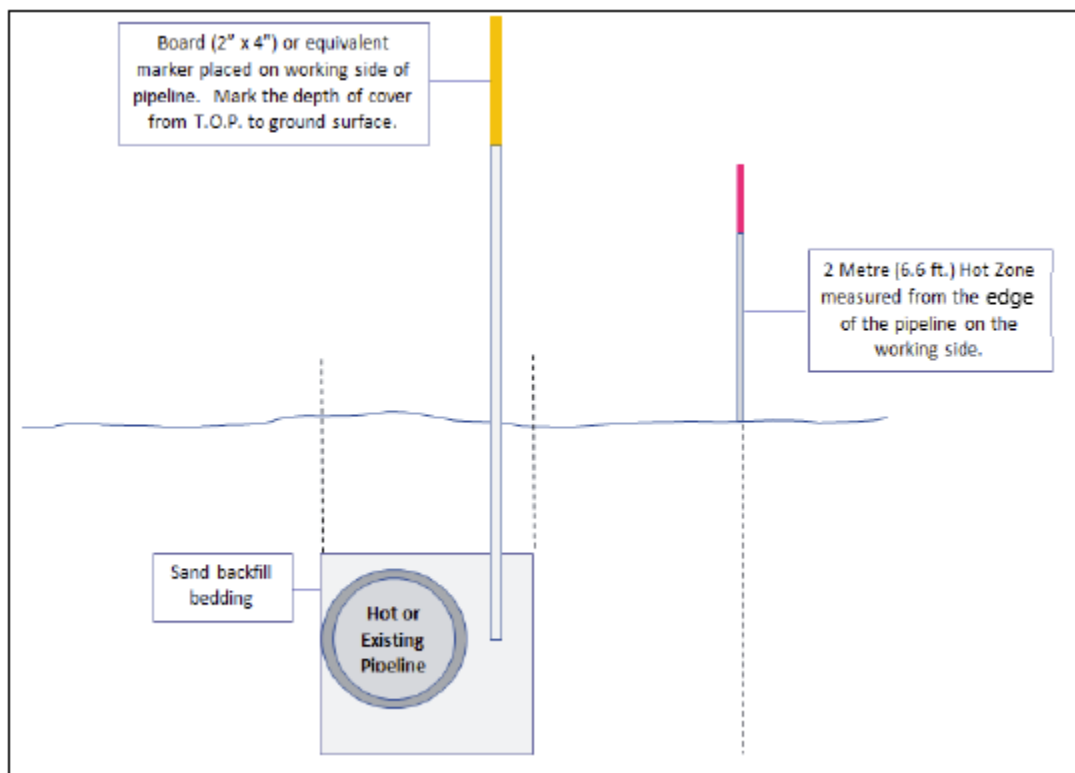 Board (2" x 4") or equivalent
marker placed on working side of
pipeline. Mark the depth of cover
from T.O.P. to ground surface.
2 Metre (6.6 ft.) Hot Zone
measured from the edge
of the pipeline on the
working side.
Sand backfill
bedding
Hot or
Existing
Pipeline